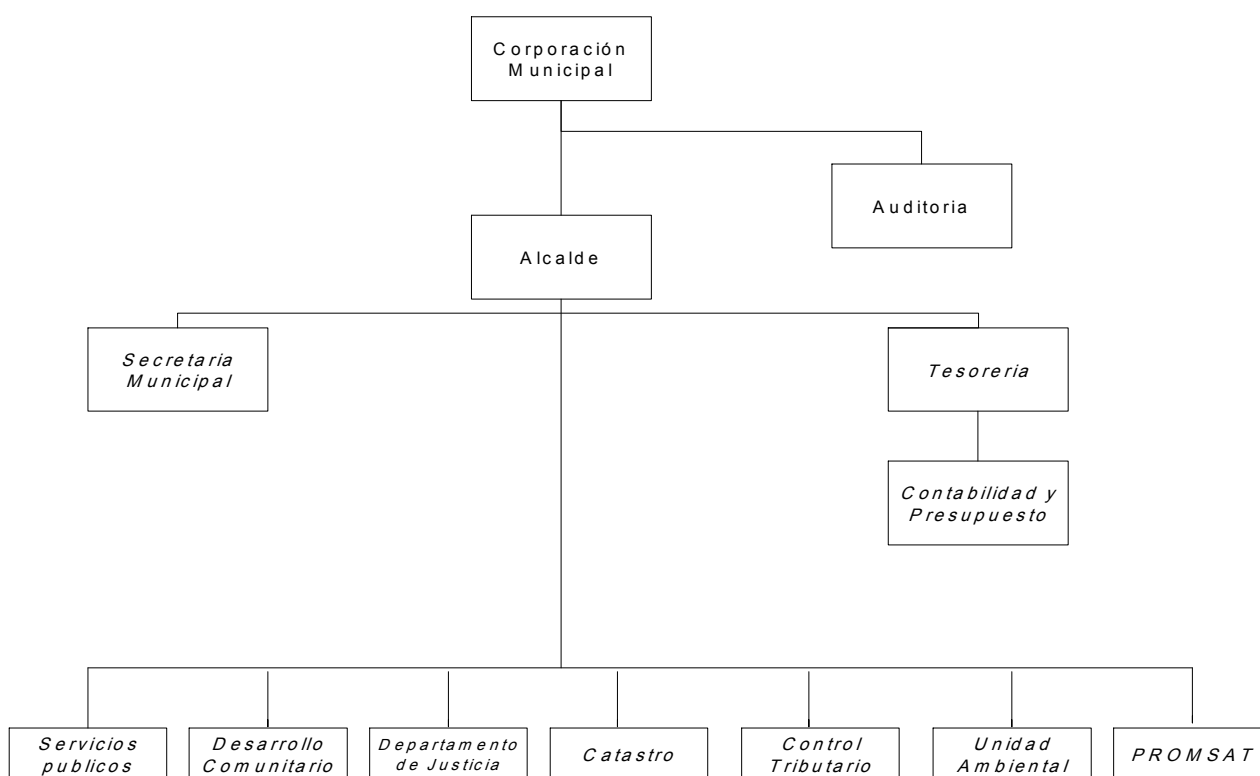 Corporación
Municipal
Auditoria
Alcalde
Secretaria
Municipal
Tesoreria
Contabilidad y
Presupuesto
Servicios
publicos
Desarrollo
Comunitario
Departamento
de Justicia
Catastro
Control
Tributario
Unidad
Ambiental
PROMSAT